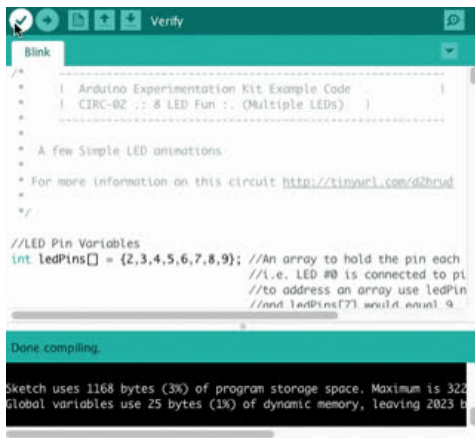 Verify
Blink
/* -----------------------------------------------
* | Arduino Experimentation Kit Example Code |
* | CIRC-02 .: 8 LED Fun :. (Multiple LEDs) |
* -----------------------------------------------
*
* A few Simple LED animations
*
* For more information on this circuit http://tinyurl.com/d2hrud
*
*/
//LED Pin Variables
int ledPins[] = {2,3,4,5,6,7,8,9}; //An array to hold the pin each
//i.e. LED #0 is connected to pi
//to address an array use ledPin
//and ledPins[7] would equal 9
Done compiling.
Sketch uses 1168 bytes (3%) of program storage space. Maximum is 322
Global variables use 25 bytes (1%) of dynamic memory, leaving 2023 b